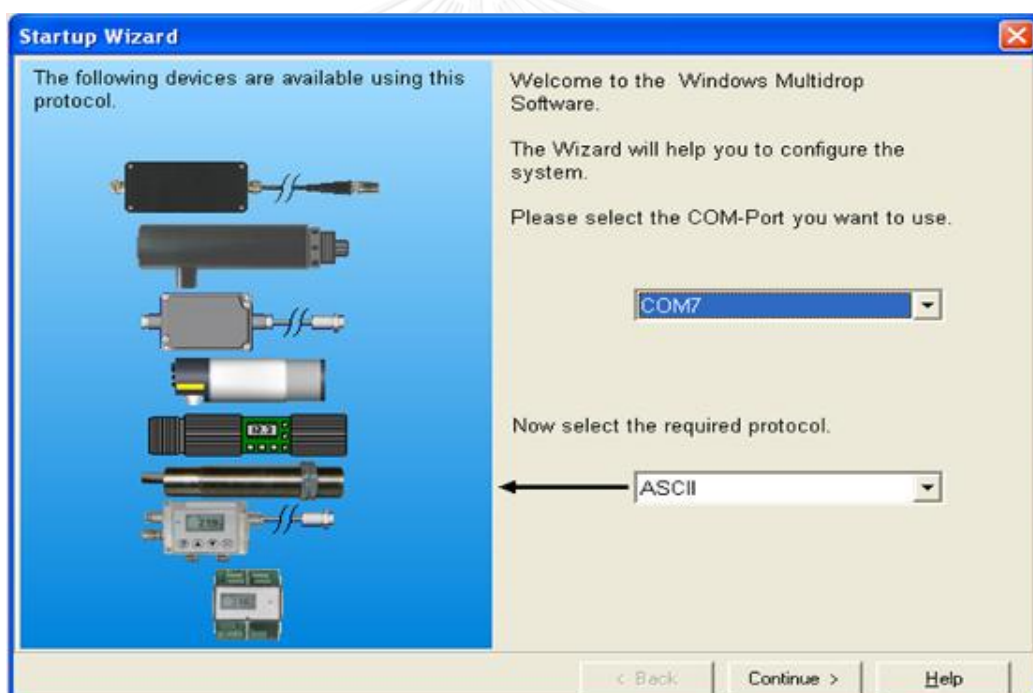 Startup Wizard
The following devices are available using this
protocol.
Welcome to the Windows Multidrop
Software.
The Wizard will help you to configure the
system.
Please select the COM-Port you want to use.
COM7
Now select the required protocol.
ASCII
< Back
Continue >
Help